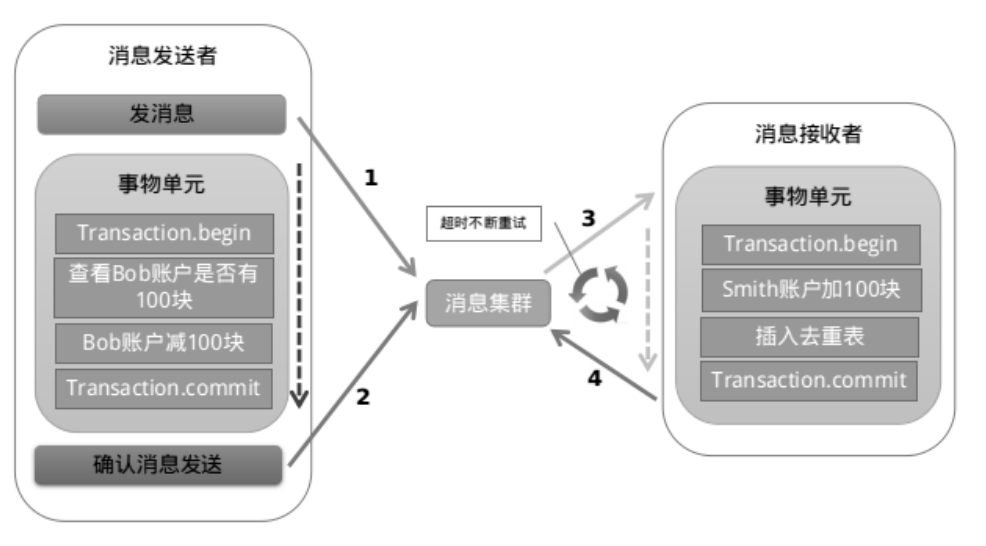 消息发送者
发消息
事物单元
Transaction.begin
查看Bob账户是否有
100块
Bob账户减100块
Transaction.commit
确认消息发送
1
2
超时不断重试
消息集群
3
4
消息接收者
事物单元
Transaction.begin
Smith账户加100块
插入去重表
Transaction.commit